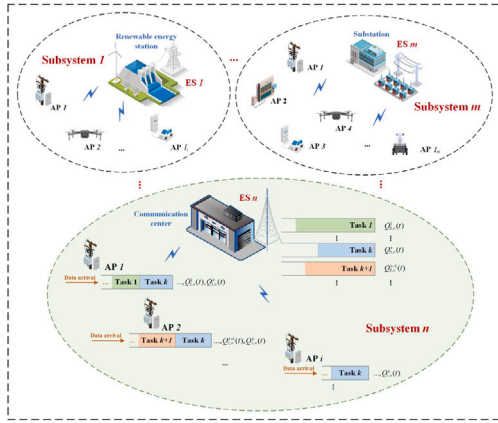 Renewable energy
station
Subsystem 1
ES 1
AP 1
AP 2
...
AP I
...
Substation
AP 1
ES m
AP 2
Subsystem m
AP 4
AP 3
...
AP I
ES n
Communication
center
Task 1
Task k
Task k+1
AP 1
Data arrival
... Task 1 Task k
AP 2
Data arrival
... Task k+1 Task k
...
Subsystem n
AP i
Data arrival
... Task k